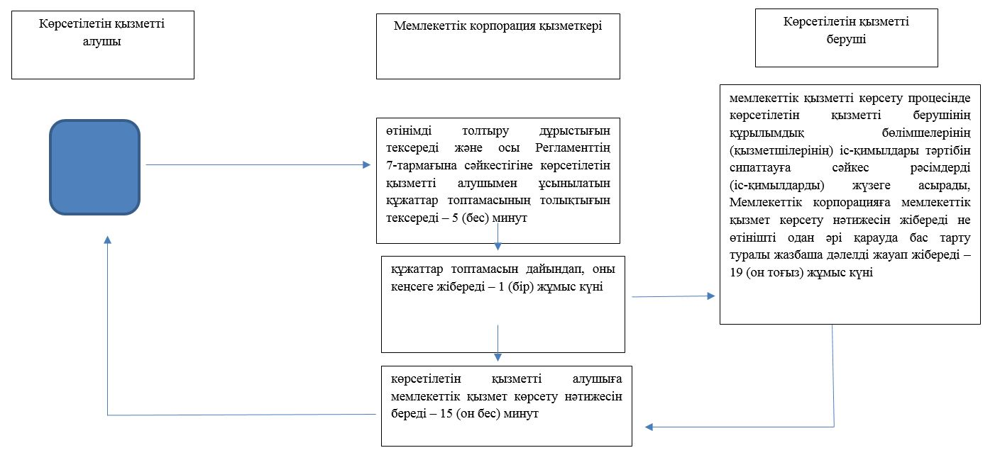 Көрсетілетін қызметті
алушы
Мемлекеттік корпорация қызметкері
Көрсетілетін қызметті
беруші
өтінімді толтыру дұрыстығын
тексереді және осы Регламенттің
7-тармағына сәйкестігіне көрсетілетін
қызметті алушымен ұсынылатын
құжаттар топтамасының толықтығын
тексереді – 5 (бес) минут
құжаттар топтамасын дайындап, оны
кеңсеге жібереді – 1 (бір) жұмыс күні
көрсетілетін қызметті алушыға
мемлекеттік қызмет көрсету нәтижесін
береді – 15 (он бес) минут
мемлекеттік қызметті көрсету процесінде
көрсетілетін қызметті берушінің
құрылымдық бөлімшелерінің
(қызметшілерінің) іс-қимылдары тәртібін
сипаттауға сәйкес рәсімдерді
(іс-қимылдарды) жүзеге асырады,
Мемлекеттік корпорацияға мемлекеттік
қызмет көрсету нәтижесін жібереді не
өтінішті одан әрі қарауда бас тарту
туралы жазбаша дәлелді жауап жібереді –
19 (он тоғыз) жұмыс күні